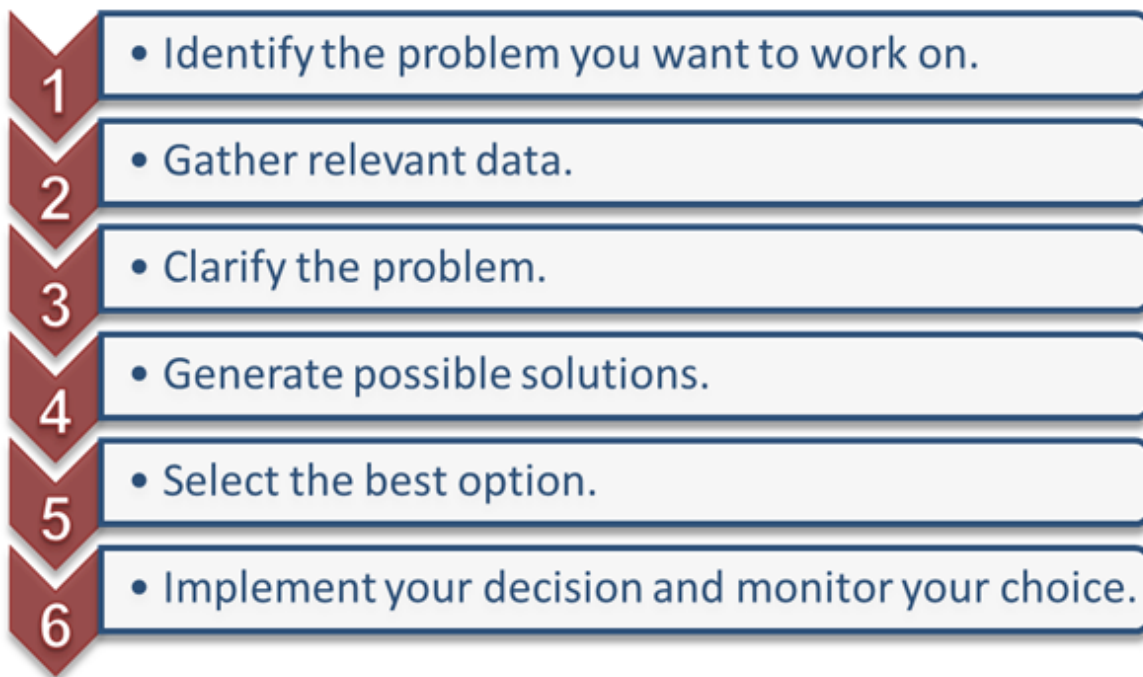 1 • Identify the problem you want to work on.
2 • Gather relevant data.
3 • Clarify the problem.
4 • Generate possible solutions.
5 • Select the best option.
6 • Implement your decision and monitor your choice.